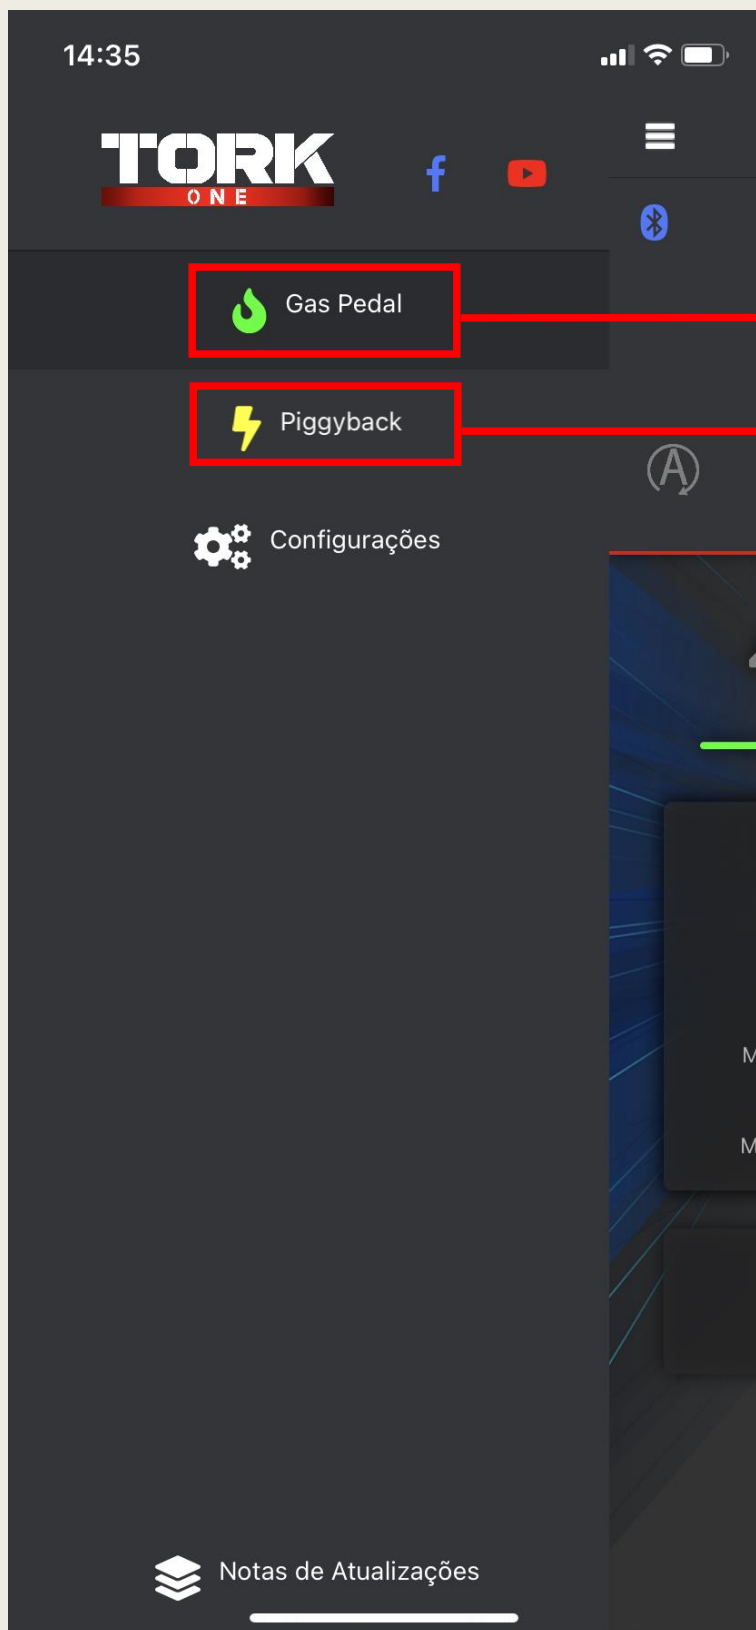 14:35
TORK
ONE
Gas Pedal
Piggyback
A
Configurações
M
M
Notas de Atualizações